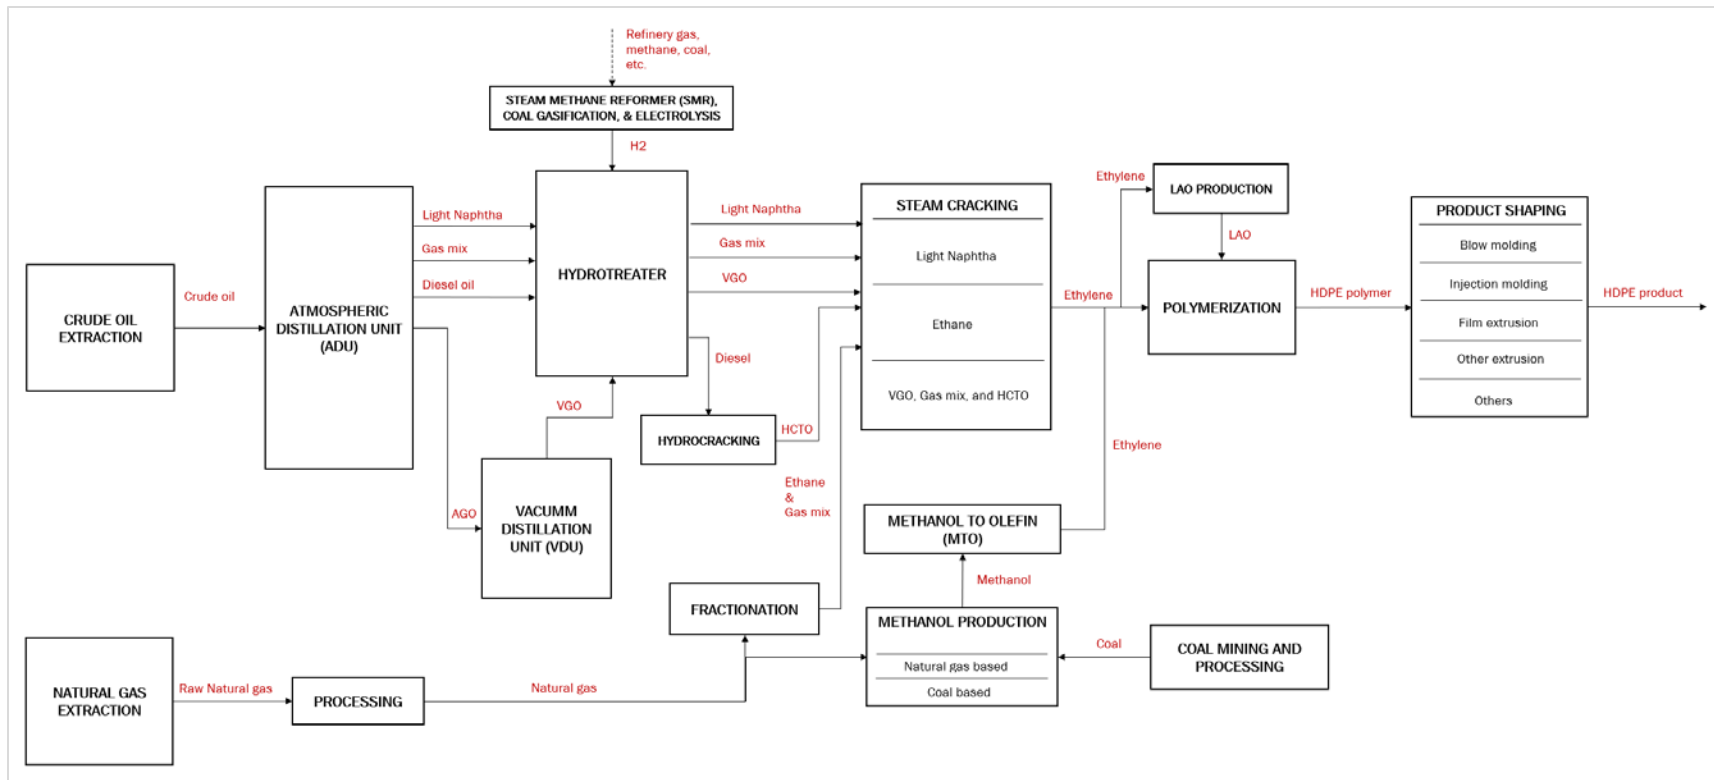 Refinery gas,
methane, coal,
etc.
STEAM METHANE REFORMER (SMR),
COAL GASIFICATION, & ELECTROLYSIS
H2
CRUDE OIL
EXTRACTION
Crude oil
ATMOSPHERIC
DISTILLATION UNIT
(ADU)
Light Naphtha
Gas mix
Diesel oil
AGO
VACUMM
DISTILLATION
UNIT (VDU)
VGO
HYDROTREATER
Light Naphtha
Gas mix
VGO
Diesel
HYDROCRACKING
HCTO
Ethane
&
Gas mix
STEAM CRACKING
Light Naphtha
Ethane
VGO, Gas mix, and HCTO
Ethylene
Ethylene
LAO PRODUCTION
LAO
POLYMERIZATION
HDPE polymer
PRODUCT SHAPING
Blow molding
Injection molding
Film extrusion
Other extrusion
Others
HDPE product
Ethylene
METHANOL TO OLEFIN
(MTO)
Methanol
NATURAL GAS
EXTRACTION
Raw Natural gas
PROCESSING
Natural gas
FRACTIONATION
METHANOL PRODUCTION
Natural gas based
Coal based
Coal
COAL MINING AND
PROCESSING